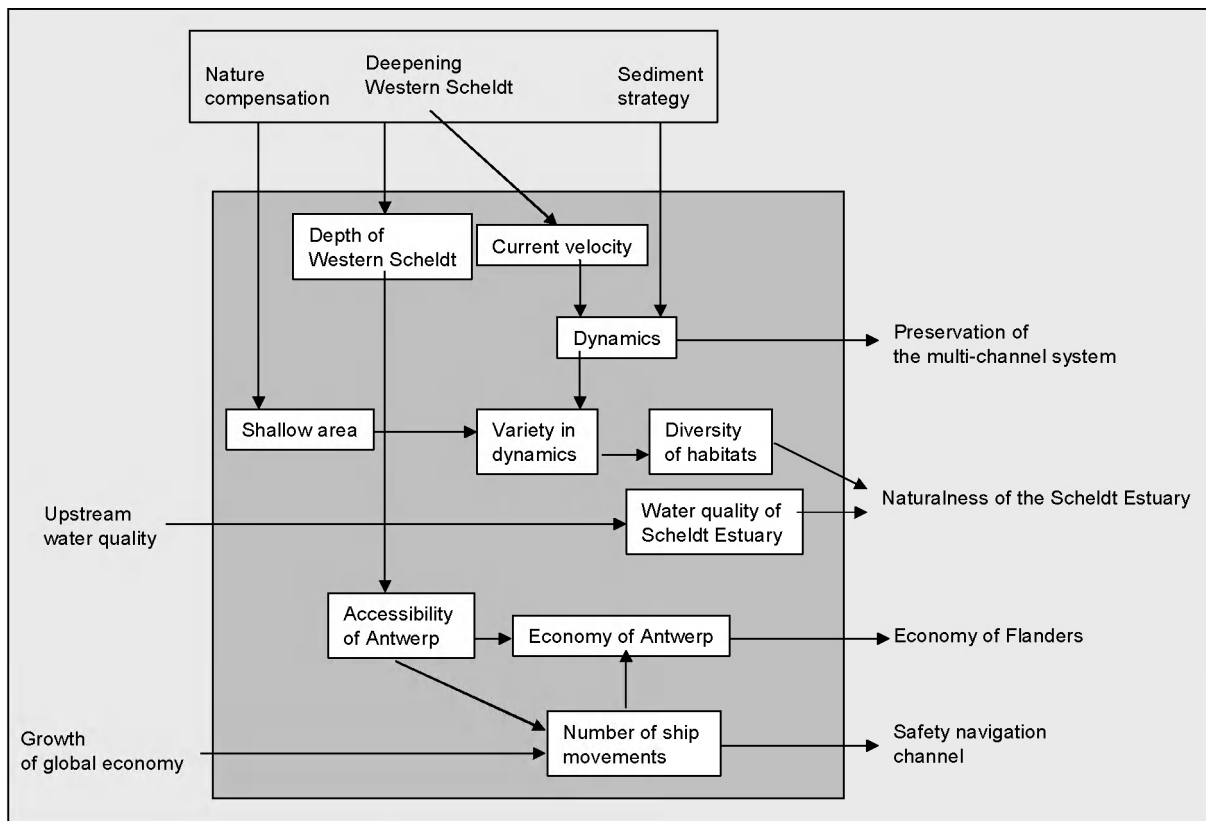 Nature
compensation
Deepening
Western Scheldt
Sediment
strategy
Depth of
Western Scheldt
Current velocity
Dynamics
Preservation of
the multi-channel system
Shallow area
Variety in
dynamics
Diversity
of habitats
Naturalness of the Scheldt Estuary
Upstream
water quality
Water quality of
Scheldt Estuary
Accessibility
of Antwerp
Economy of Antwerp
Economy of Flanders
Growth
of global economy
Number of ship
movements
Safety navigation
channel